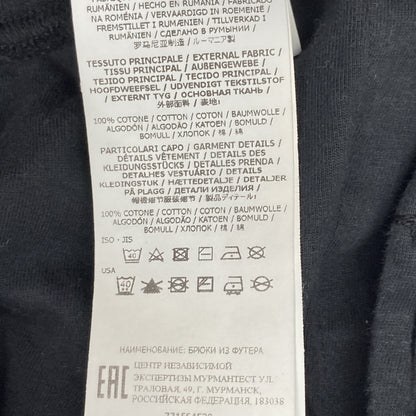 RUMÄNIEN / HECHO EN RUMANIA / FABRICADO
NA ROMÊNIA / VERVAARDIGD IN ROEMENIË /
FREMSTILLET I RUMÆNIEN / TILLVERKAD I
RUMÄNIEN / СДЕЛАНО В РУМЫНИИ /
罗马尼亚制造 / ルーマニア製
TESSUTO PRINCIPALE / EXTERNAL FABRIC /
TISSU PRINCIPAL / AUßENGEWEBE /
TEJIDO PRINCIPAL / TECIDO PRINCIPAL /
HOOFDWEEFSEL / UDVENDIGT TEKSTILSTOF
/ EXTERNT TYG / ОСНОВНАЯ ТКАНЬ /
外部面料 / 表地:
100% COTONE / COTTON / COTON / BAUMWOLLE /
ALGODÓN / ALGODÃO / KATOEN / BOMULD /
BOMULL / ХЛОПОК / 棉 / 綿
PARTICOLARI CAPO / GARMENT DETAILS /
DÉTAILS VÊTEMENT / DETAILS DES
KLEIDUNGSSTÜCKS / DETALLES PRENDA /
DETALHES VESTUÁRIO / DETAILS
KLEDINGSTUK / HÆTTEDETALJE / DETALJ
PÅ PLAGG / ДЕТАЛИ ИЗДЕЛИЯ /
100% COTONE / COTTON / COTON / BAUMWOLLE /
ALGODÓN / ALGODÃO / KATOEN / BOMULD /
BOMULL / ХЛОПОК / 棉 / 綿
ISO - JIS
40
USA
40
НАИМЕНОВАНИЕ: БРЮКИ ИЗ ФУТЕРА
EAC
ЦЕНТР НЕЗАВИСИМОЙ
ЭКСПЕРТИЗЫ МУРМАНТЕСТ УЛ.
ТРАЛОВАЯ, 49, Г. МУРМАНСК,
РОССИЙСКАЯ ФЕДЕРАЦИЯ, 183038